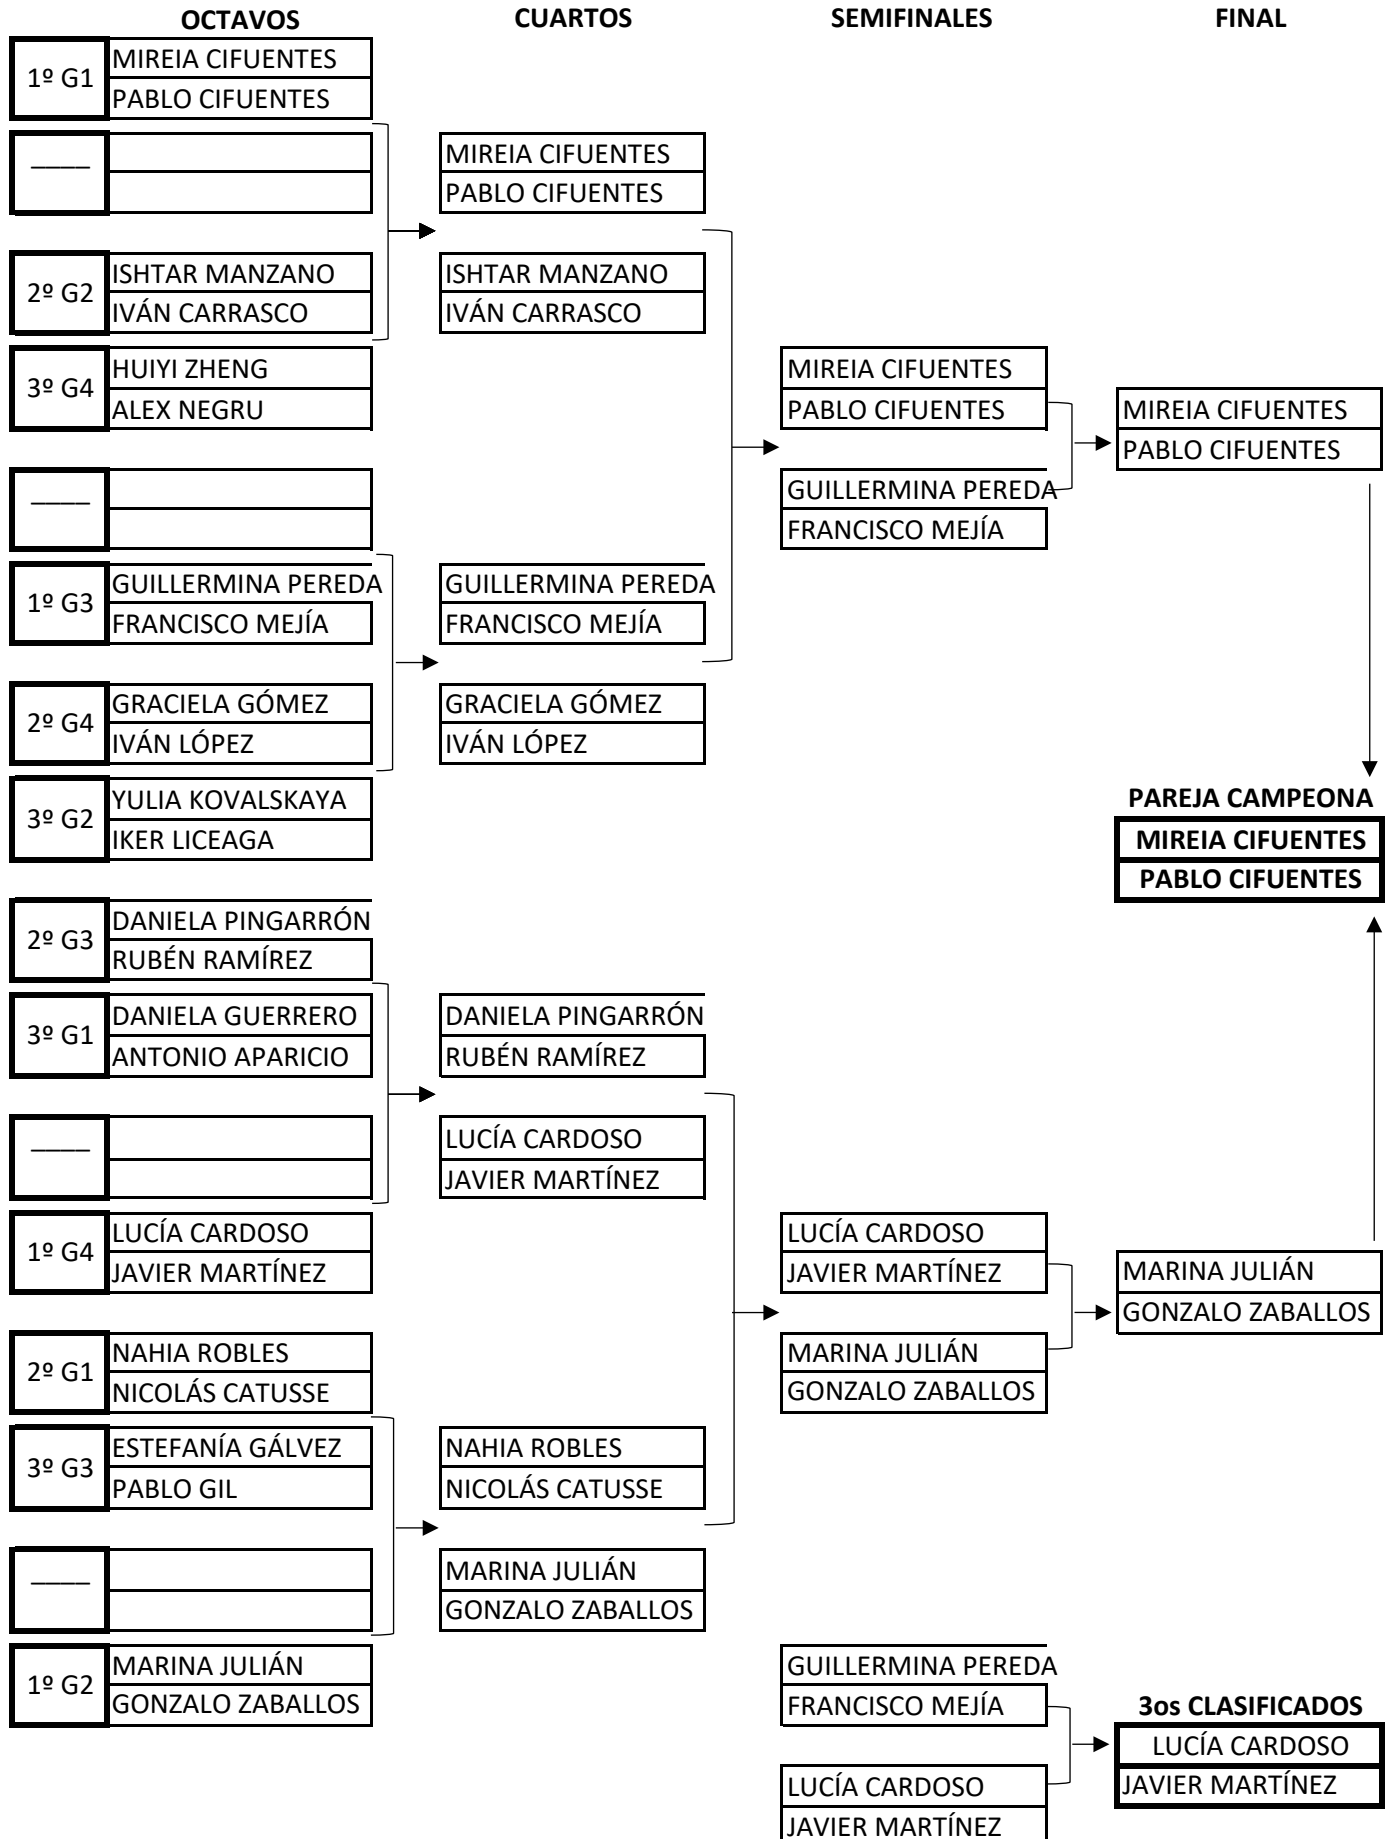 OCTAVOS
CUARTOS
SEMIFINALES
FINAL
1º G1
MIREIA CIFUENTES
PABLO CIFUENTES
____
MIREIA CIFUENTES
PABLO CIFUENTES
2º G2
ISHTAR MANZANO
IVÁN CARRASCO
ISHTAR MANZANO
IVÁN CARRASCO
3º G4
HUIYI ZHENG
ALEX NEGRU
MIREIA CIFUENTES
PABLO CIFUENTES
MIREIA CIFUENTES
PABLO CIFUENTES
____
GUILLERMINA PEREDA
FRANCISCO MEJÍA
1º G3
GUILLERMINA PEREDA
FRANCISCO MEJÍA
GUILLERMINA PEREDA
FRANCISCO MEJÍA
2º G4
GRACIELA GÓMEZ
IVÁN LÓPEZ
GRACIELA GÓMEZ
IVÁN LÓPEZ
3º G2
YULIA KOVALSKAYA
IKER LICEAGA
PAREJA CAMPEONA
MIREIA CIFUENTES
PABLO CIFUENTES
2º G3
DANIELA PINGARRÓN
RUBÉN RAMÍREZ
3º G1
DANIELA GUERRERO
ANTONIO APARICIO
DANIELA PINGARRÓN
RUBÉN RAMÍREZ
____
LUCÍA CARDOSO
JAVIER MARTÍNEZ
1º G4
LUCÍA CARDOSO
JAVIER MARTÍNEZ
LUCÍA CARDOSO
JAVIER MARTÍNEZ
MARINA JULIÁN
GONZALO ZABALLOS
2º G1
NAHIA ROBLES
NICOLÁS CATUSSE
MARINA JULIÁN
GONZALO ZABALLOS
3º G3
ESTEFANÍA GÁLVEZ
PABLO GIL
NAHIA ROBLES
NICOLÁS CATUSSE
____
MARINA JULIÁN
GONZALO ZABALLOS
1º G2
MARINA JULIÁN
GONZALO ZABALLOS
GUILLERMINA PEREDA
FRANCISCO MEJÍA
3os CLASIFICADOS
LUCÍA CARDOSO
JAVIER MARTÍNEZ
LUCÍA CARDOSO
JAVIER MARTÍNEZ